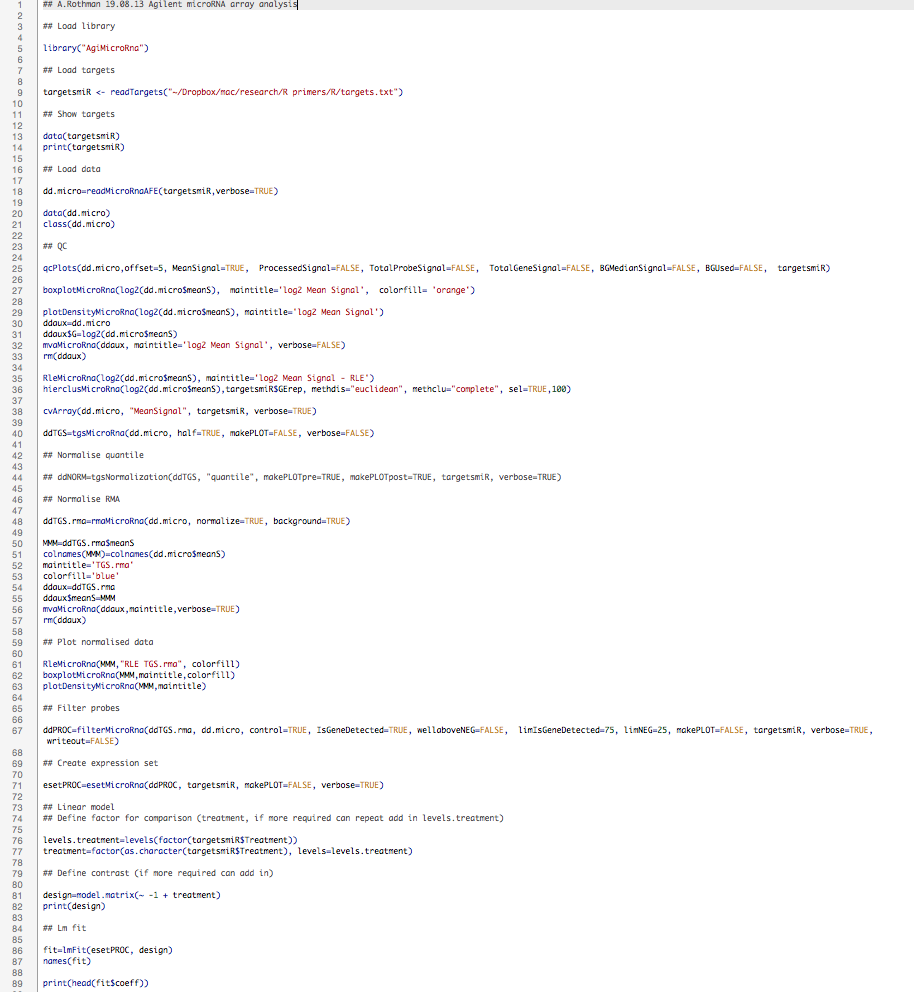 1 ## A.Rothman 19.08.13 Agilent microRNA array analysis
2
3 ## Load library
4
5 library("AgiMicroRna")
6
7 ## Load targets
8
9 targetsmiR <- readTargets("~/Dropbox/mac/research/R primers/R/targets.txt")
10
11 ## Show targets
12
13 data(targetsmiR)
14 print(targetsmiR)
15
16 ## Load data
17
18 dd.micro=readMicroRnaAFE(targetsmiR,verbose=TRUE)
19
20 data(dd.micro)
21 class(dd.micro)
22
23 ## QC
24
25 qcPlots(dd.micro,offset=5, MeanSignal=TRUE, ProcessedSignal=FALSE, TotalProbeSignal=FALSE, TotalGeneSignal=FALSE, BGMedianSignal=FALSE, BGUsed=FALSE, targetsmiR)
26
27 boxplotMicroRna(log2(dd.micro$meanS), maintitle='log2 Mean Signal', colorfill= 'orange')
28
29 plotDensityMicroRna(log2(dd.micro$meanS), maintitle='log2 Mean Signal')
30 ddaux=dd.micro
31 ddaux$G=log2(dd.micro$meanS)
32 mvaMicroRna(ddaux, maintitle='log2 Mean Signal', verbose=FALSE)
33 rm(ddaux)
34
35 RleMicroRna(log2(dd.micro$meanS), maintitle='log2 Mean Signal - RLE')
36 hierclusMicroRna(log2(dd.micro$meanS),targetsmiR$GErep, methdis="euclidean", methclu="complete", sel=TRUE,100)
37
38 cvArray(dd.micro, "MeanSignal", targetsmiR, verbose=TRUE)
39
40 ddTGS=tgsMicroRna(dd.micro, half=TRUE, makePLOT=FALSE, verbose=FALSE)
41
42 ## Normalise quantile
43
44 ## ddNORM=tgsNormalization(ddTGS, "quantile", makePLOTpre=TRUE, makePLOTpost=TRUE, targetsmiR, verbose=TRUE)
45
46 ## Normalise RMA
47
48 ddTGS.rma=rmaMicroRna(dd.micro, normalize=TRUE, background=TRUE)
49
50 MMM=ddTGS.rma$meanS
51 colnames(MMM)=colnames(dd.micro$meanS)
52 maintitle='TGS.rma'
53 colorfill='blue'
54 ddaux=ddTGS.rma
55 ddaux$meanS=MMM
56 mvaMicroRna(ddaux,maintitle,verbose=TRUE)
57 rm(ddaux)
58
59 ## Plot normalised data
60
61 RleMicroRna(MMM,"RLE TGS.rma", colorfill)
62 boxplotMicroRna(MMM,maintitle,colorfill)
63 plotDensityMicroRna(MMM,maintitle)
64
65 ## Filter probes
66
67 ddPROC=filterMicroRna(ddTGS.rma, dd.micro, control=TRUE, IsGeneDetected=TRUE, wellaboveNEG=FALSE, limIsGeneDetected=75, limNEG=25, makePLOT=FALSE, targetsmiR, verbose=TRUE,
writeout=FALSE)
68
69 ## Create expression set
70
71 esetPROC=esetMicroRna(ddPROC, targetsmiR, makePLOT=FALSE, verbose=TRUE)
72
73 ## Linear model
74 ## Define factor for comparison (treatment, if more required can repeat add in levels.treatment)
75
76 levels.treatment=levels(factor(targetsmiR$Treatment))
77 treatment=factor(as.character(targetsmiR$Treatment), levels=levels.treatment)
78
79 ## Define contrast (if more required can add in)
80
81 design=model.matrix(~ -1 + treatment)
82 print(design)
83
84 ## Lm fit
85
86 fit=lmFit(esetPROC, design)
87 names(fit)
88
89 print(head(fit$coeff))